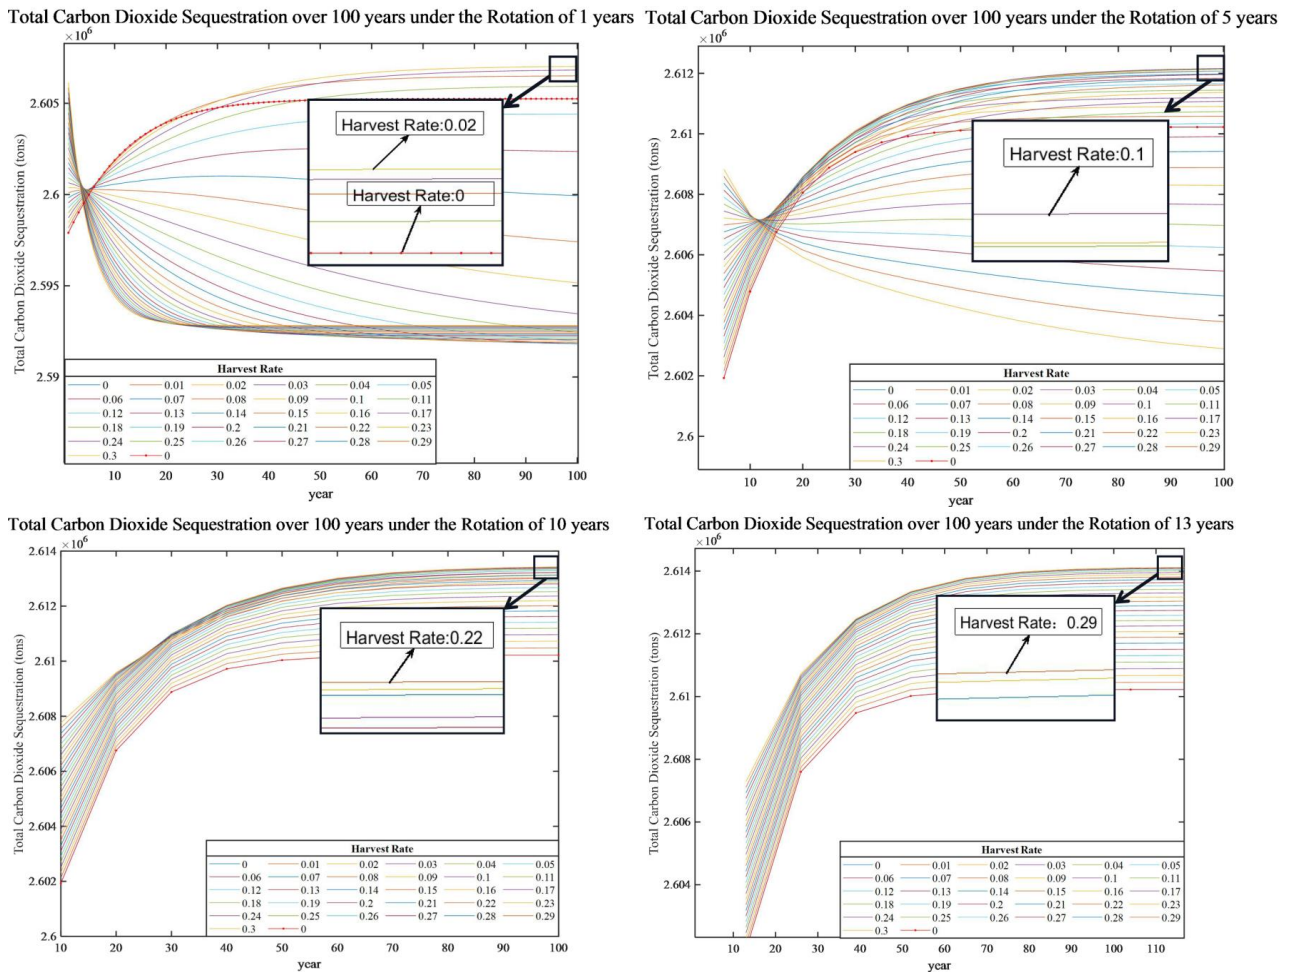 Total Carbon Dioxide Sequestration over 100 years under the Rotation of 1 years
×10⁶
Total Carbon Dioxide Sequestration (tons)
2.605
2.6
2.595
2.59
Harvest Rate:0.02
Harvest Rate:0
Harvest Rate
0 0.01 0.02 0.03 0.04 0.05
0.06 0.07 0.08 0.09 0.1 0.11
0.12 0.13 0.14 0.15 0.16 0.17
0.18 0.19 0.2 0.21 0.22 0.23
0.24 0.25 0.26 0.27 0.28 0.29
0.3 0
10 20 30 40 50 60 70 80 90 100
year
Total Carbon Dioxide Sequestration over 100 years under the Rotation of 5 years
×10⁶
Total Carbon Dioxide Sequestration (tons)
2.612
2.61
2.608
2.606
2.604
2.602
2.6
Harvest Rate:0.1
Harvest Rate
0 0.01 0.02 0.03 0.04 0.05
0.06 0.07 0.08 0.09 0.1 0.11
0.12 0.13 0.14 0.15 0.16 0.17
0.18 0.19 0.2 0.21 0.22 0.23
0.24 0.25 0.26 0.27 0.28 0.29
0.3 0
10 20 30 40 50 60 70 80 90 100
year
Total Carbon Dioxide Sequestration over 100 years under the Rotation of 10 years
×10⁶
Total Carbon Dioxide Sequestration (tons)
2.614
2.612
2.61
2.608
2.606
2.604
2.602
2.6
Harvest Rate:0.22
Harvest Rate
0 0.01 0.02 0.03 0.04 0.05
0.06 0.07 0.08 0.09 0.1 0.11
0.12 0.13 0.14 0.15 0.16 0.17
0.18 0.19 0.2 0.21 0.22 0.23
0.24 0.25 0.26 0.27 0.28 0.29
0.3 0
10 20 30 40 50 60 70 80 90 100
year
Total Carbon Dioxide Sequestration over 100 years under the Rotation of 13 years
×10⁶
Total Carbon Dioxide Sequestration (tons)
2.614
2.612
2.61
2.608
2.606
2.604
Harvest Rate: 0.29
Harvest Rate
0 0.01 0.02 0.03 0.04 0.05
0.06 0.07 0.08 0.09 0.1 0.11
0.12 0.13 0.14 0.15 0.16 0.17
0.18 0.19 0.2 0.21 0.22 0.23
0.24 0.25 0.26 0.27 0.28 0.29
0.3 0
10 20 30 40 50 60 70 80 90 100 110
year